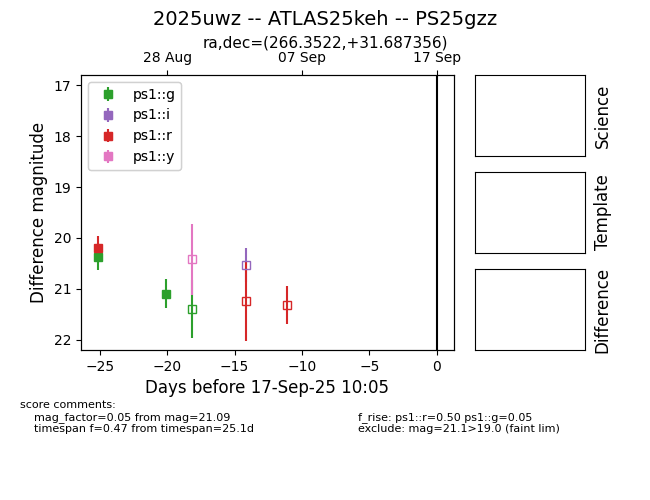 2025uwz -- ATLAS25keh -- PS25gzz
ra,dec=(266.3522,+31.687356)
28 Aug 07 Sep 17 Sep
ps1::g
ps1::i
ps1::r
ps1::y
17
18
19
20
21
22
Difference magnitude
−25 −20 −15 −10 −5 0
Days before 17-Sep-25 10:05
Science
Template
Difference
score comments:
mag_factor=0.05 from mag=21.09
timespan f=0.47 from timespan=25.1d
f_rise: ps1::r=0.50 ps1::g=0.05
exclude: mag=21.1>19.0 (faint lim)